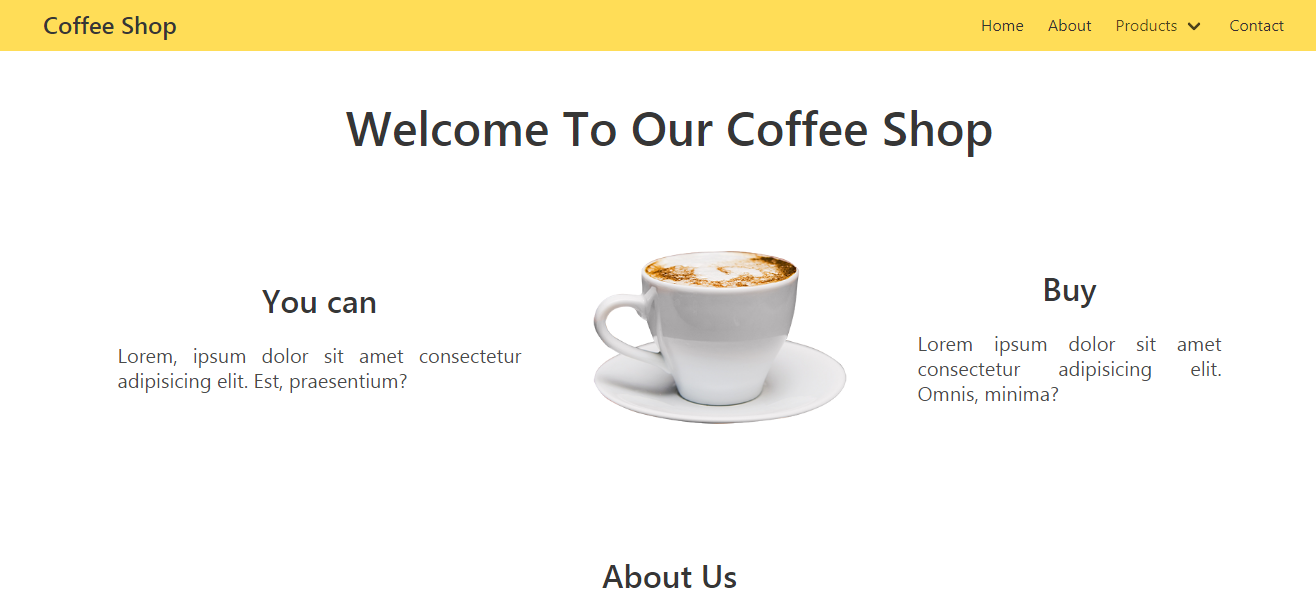 Coffee Shop
Home About Products Contact
Welcome To Our Coffee Shop
You can
Lorem, ipsum dolor sit amet consectetur
adipisicing elit. Est, praesentium?
Buy
Lorem ipsum dolor sit amet
consectetur adipisicing elit.
Omnis, minima?
About Us